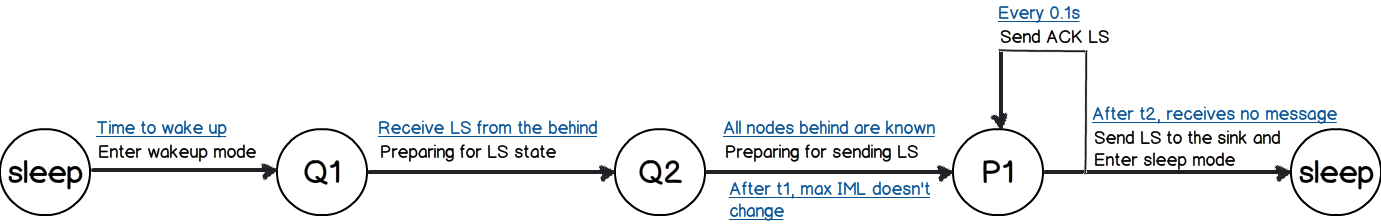 Every 0.1s
Send ACK LS
Time to wake up
Enter wakeup mode
Receive LS from the behind
Preparing for LS state
All nodes behind are known
Preparing for sending LS
After t1, max IML doesn't
change
After t2, receives no message
Send LS to the sink and
Enter sleep mode
sleep
Q1
Q2
P1
sleep